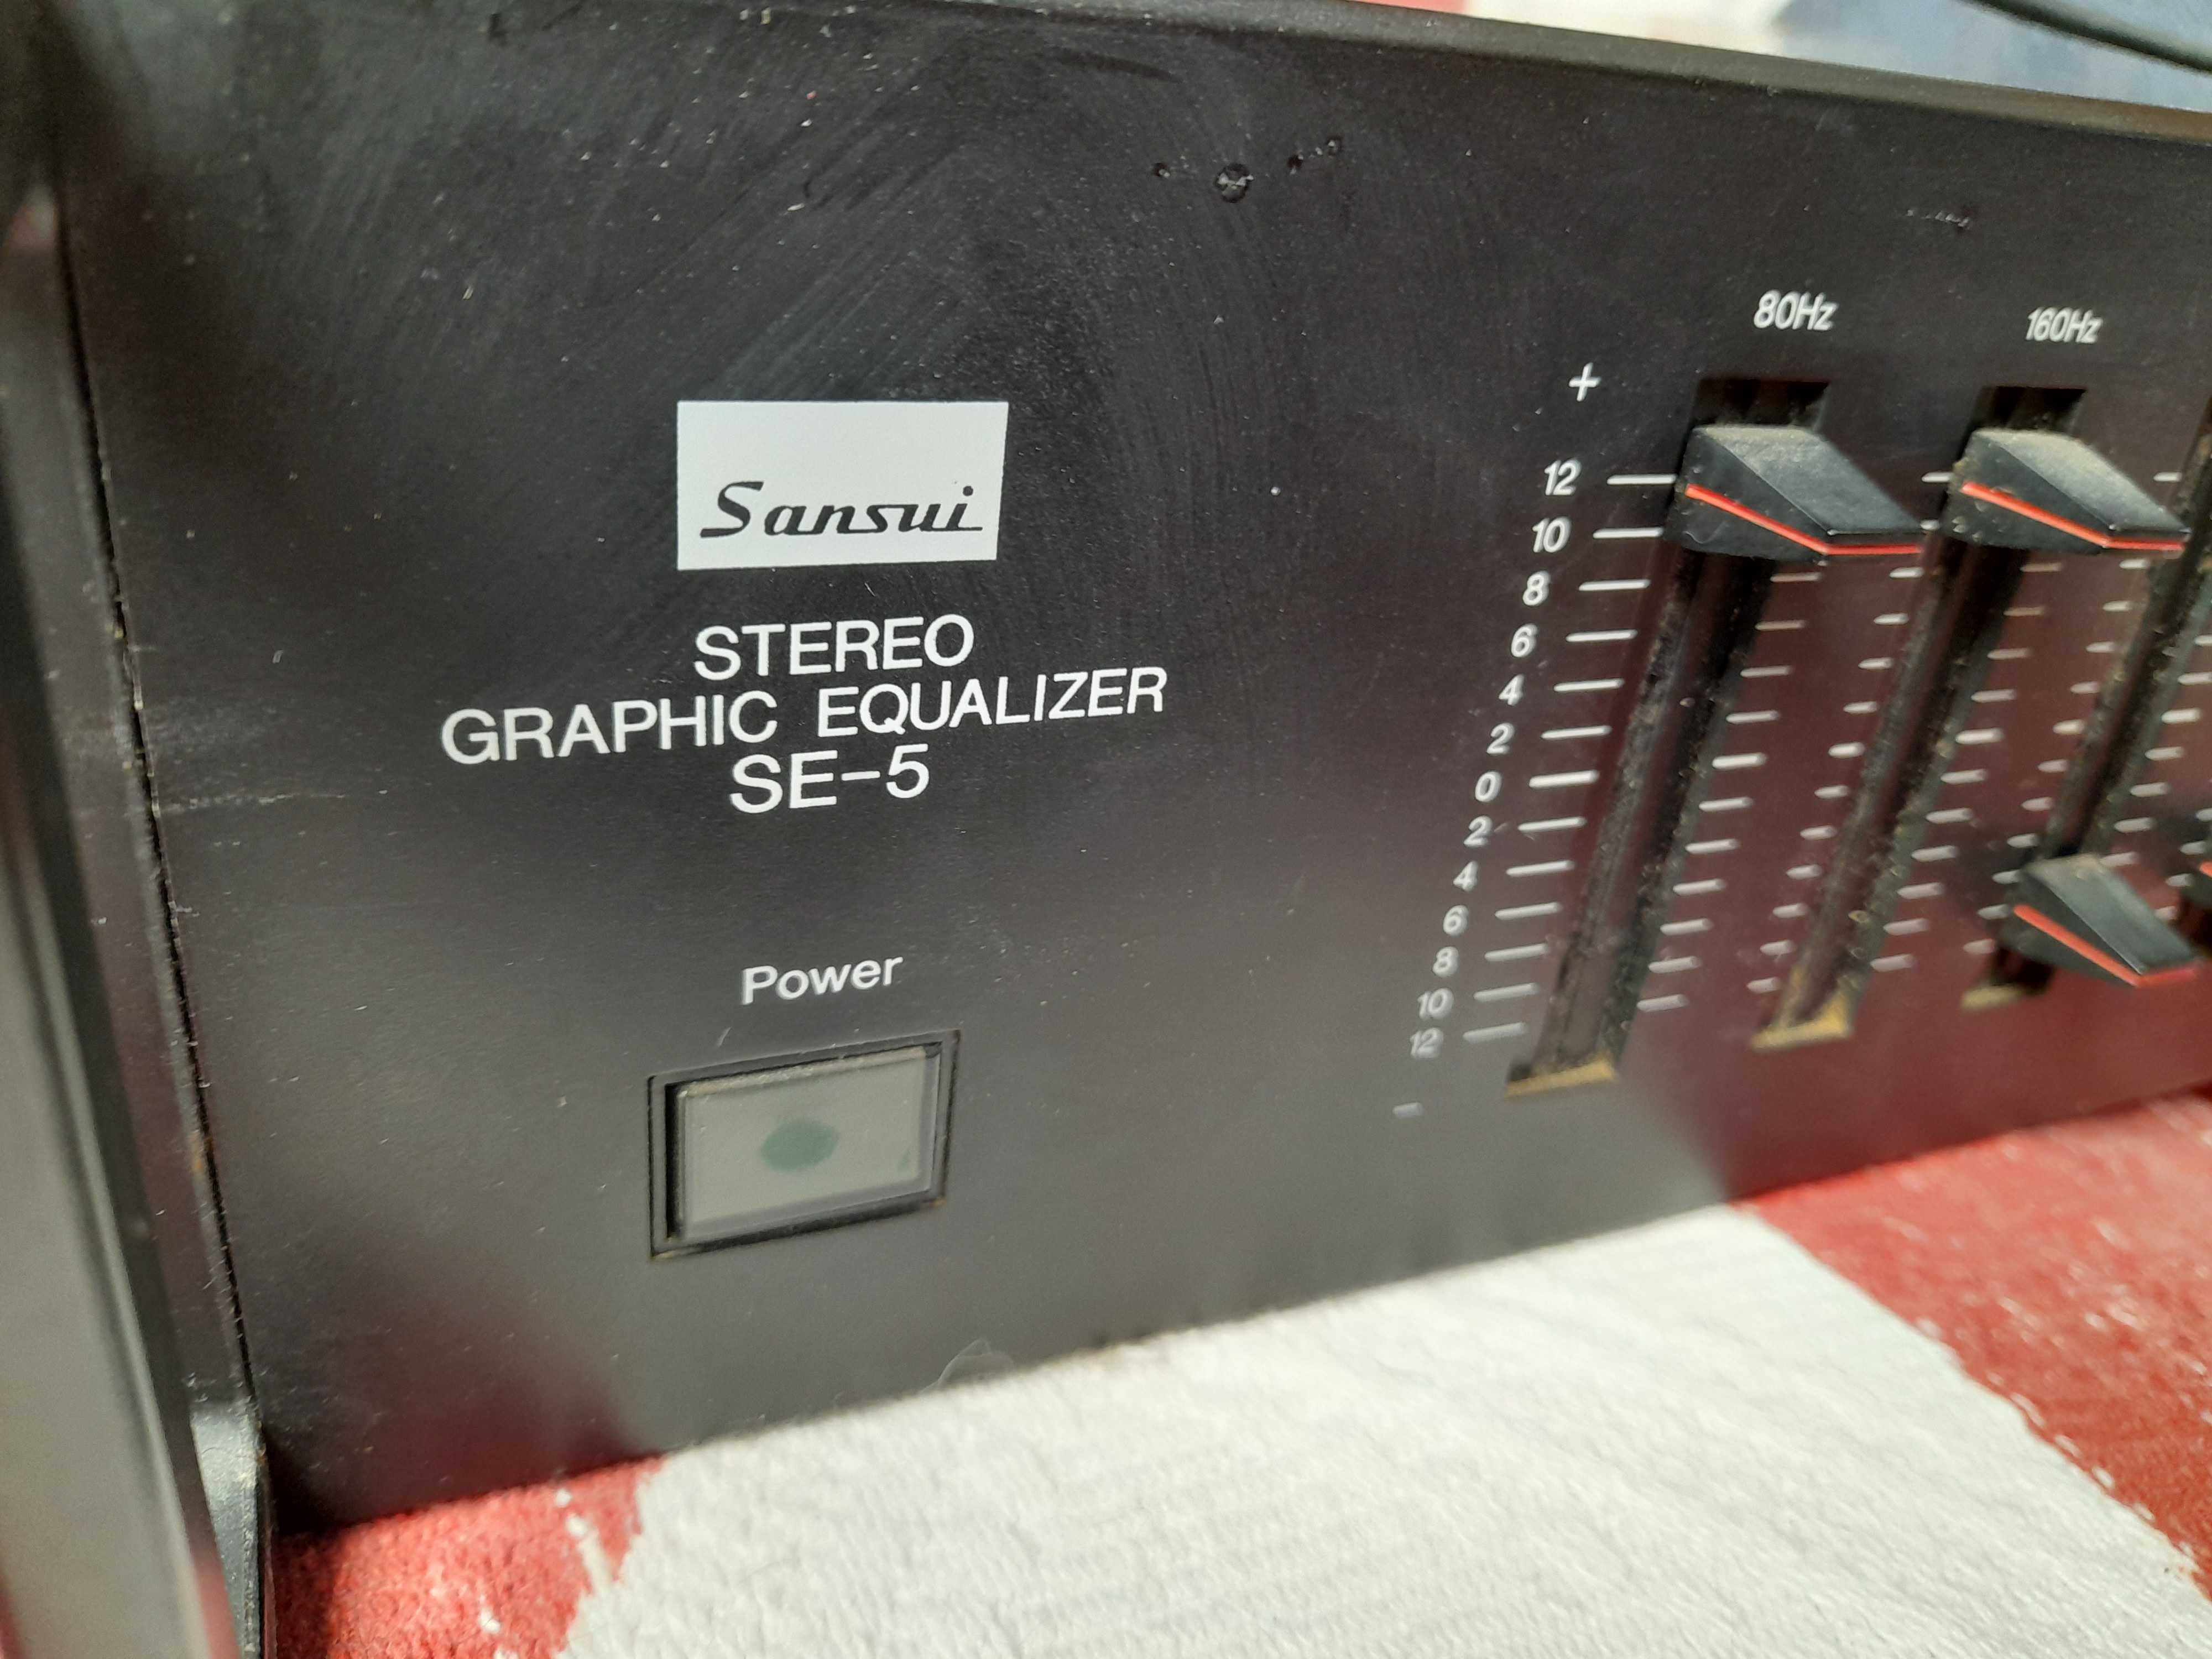 Sansui
STEREO
GRAPHIC EQUALIZER
SE-5
Power
80Hz
160Hz
+
12
10
8
6
4
2
0
2
4
6
8
10
12
-